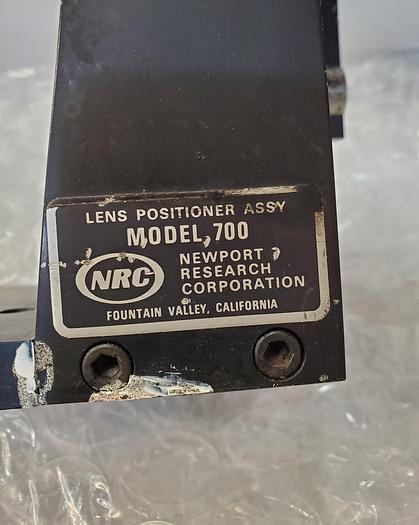 LENS POSITIONER ASSY
MODEL 700
NRC
NEWPORT
RESEARCH
CORPORATION
FOUNTAIN VALLEY, CALIFORNIA